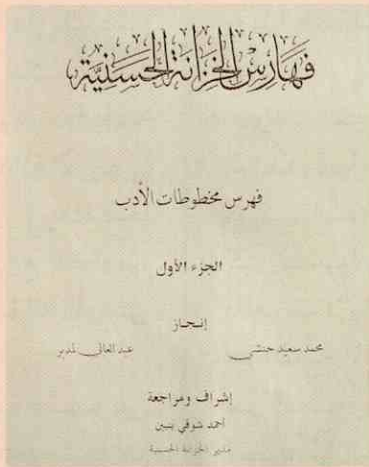 فهارس الخزانة الحسنية
فهرس مخطوطات الأدب
الجزء الأول
إنجاز
محمد سعيد حنشي عبد العالي لمدبر
إشراف ومراجعة
أحمد شوقي بنبين
مدير الخزانة الحسنية